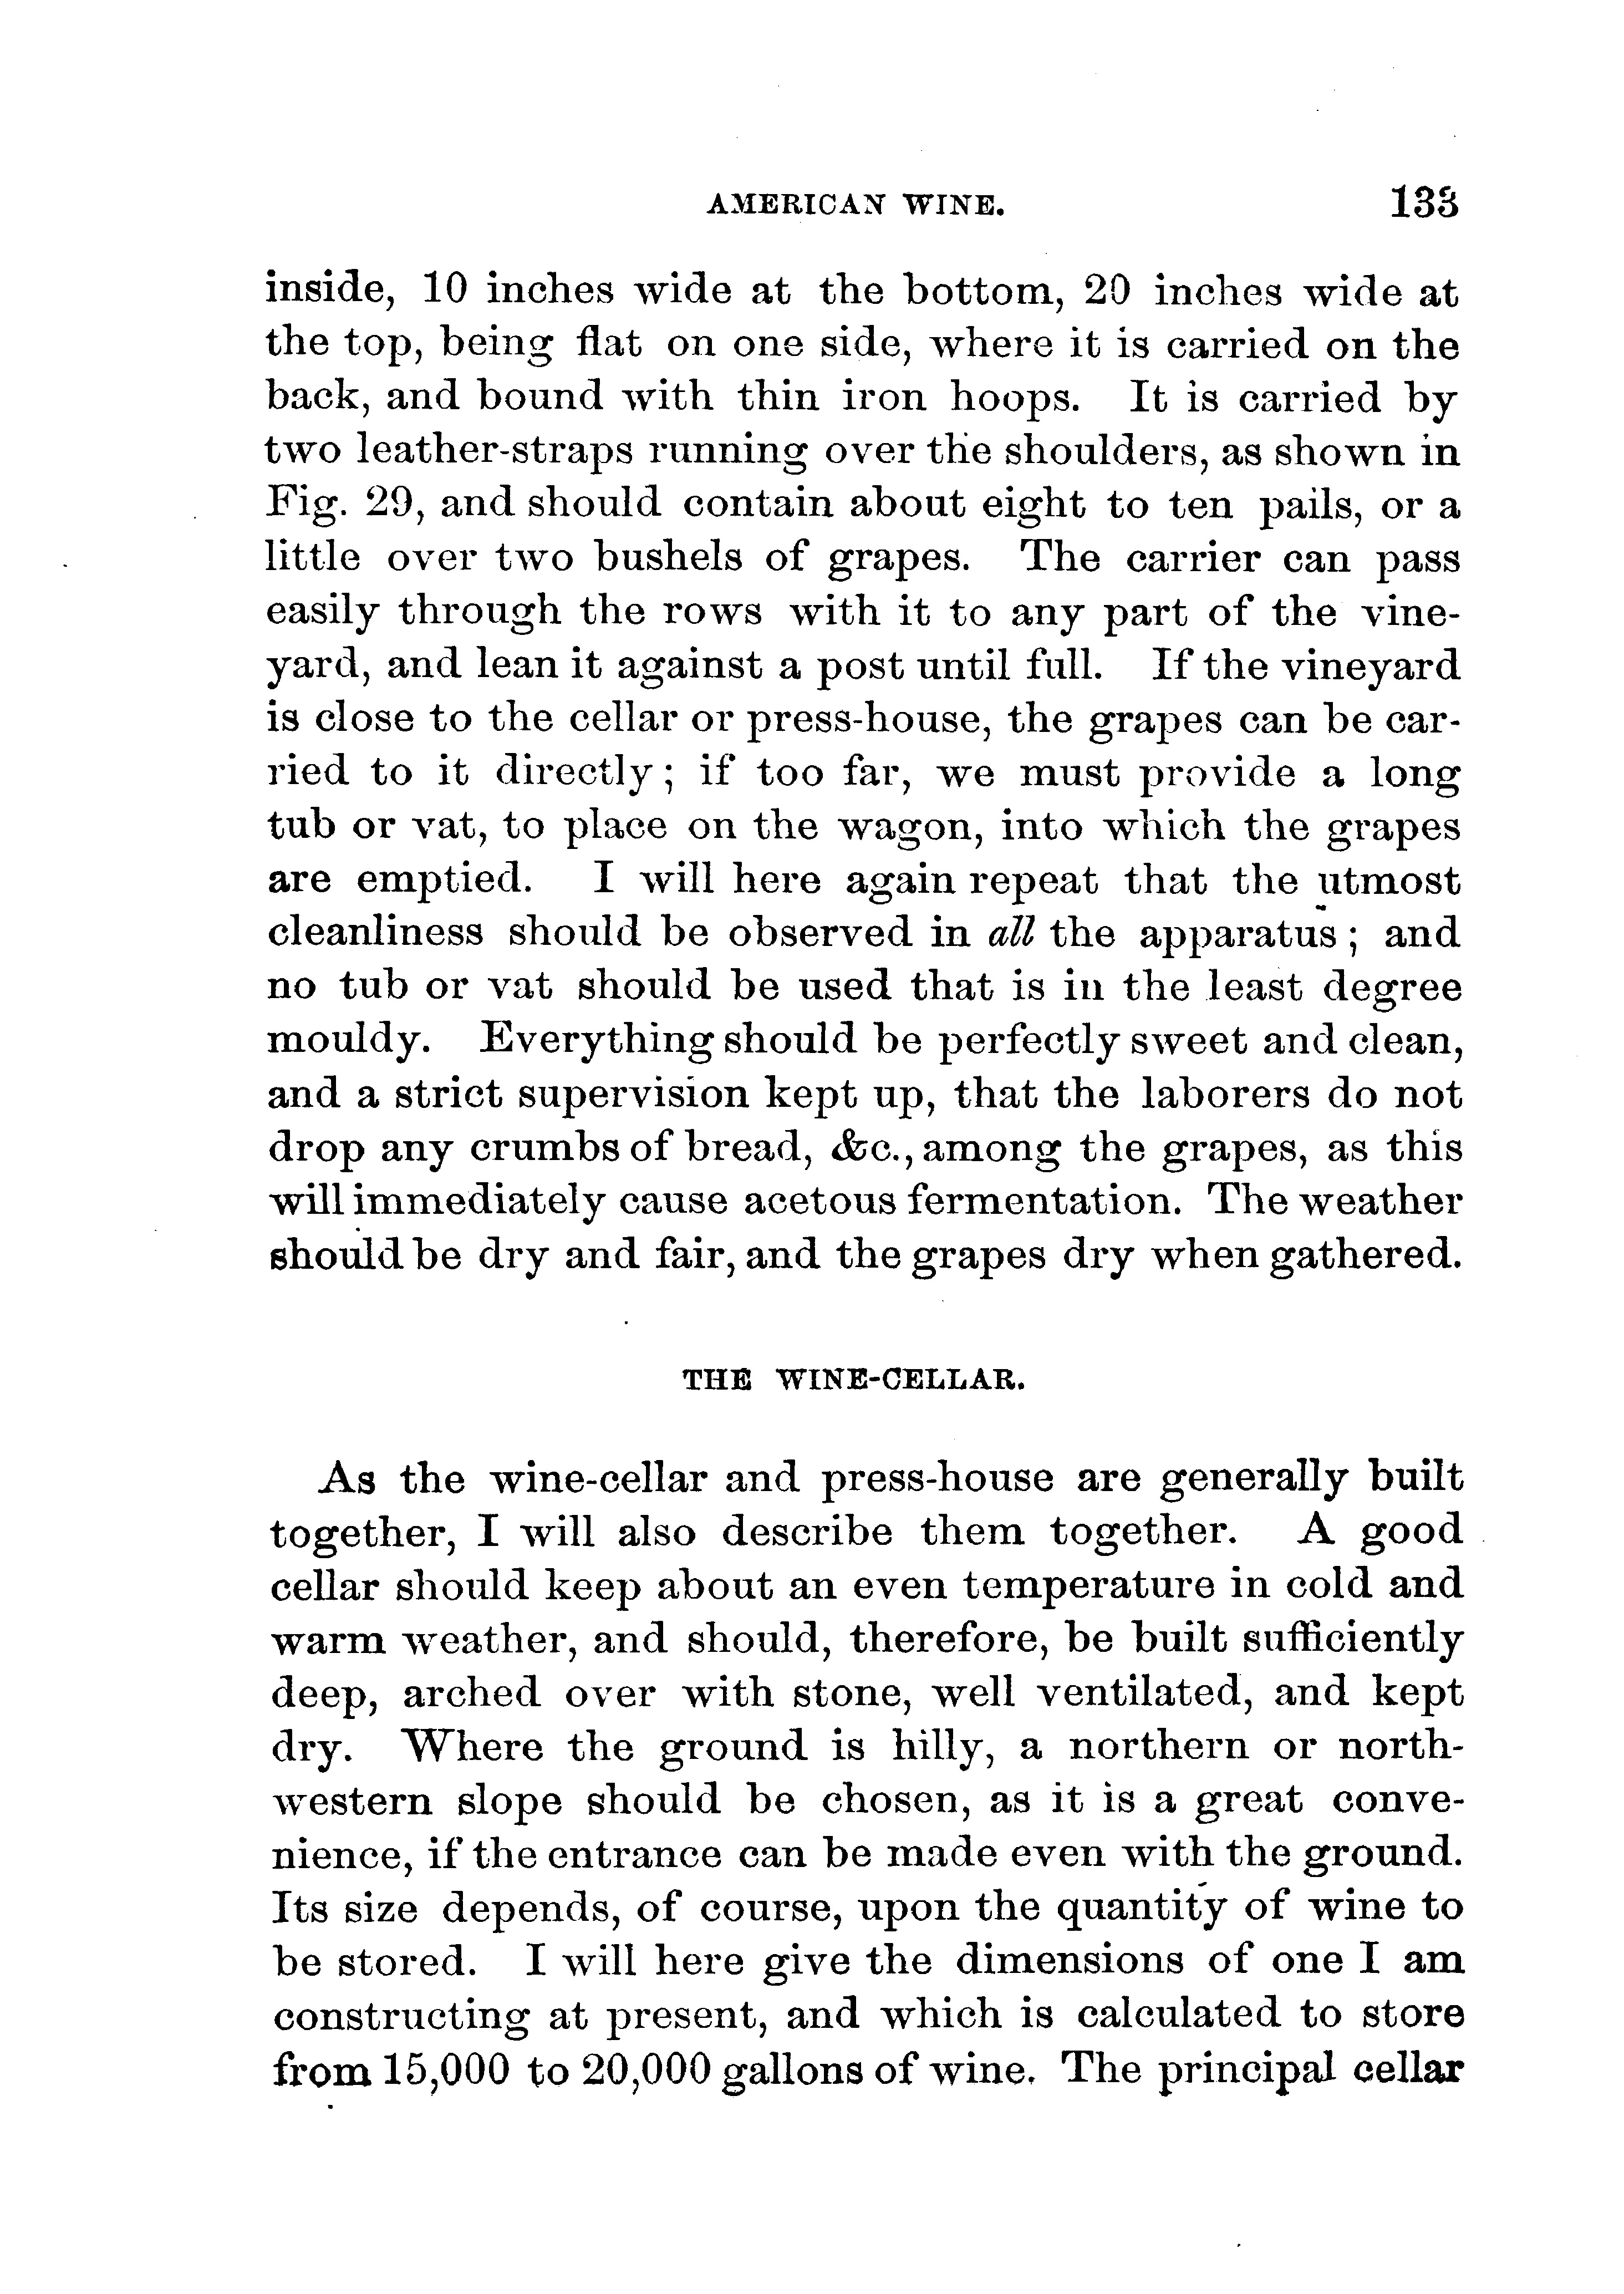 AMERICAN WINE. 133
inside, 10 inches wide at the bottom, 20 inches wide at
the top, being flat on one side, where it is carried on the
back, and bound with thin iron hoops. It is carried by
two leather-straps running over the shoulders, as shown in
Fig. 29, and should contain about eight to ten pails, or a
little over two bushels of grapes. The carrier can pass
easily through the rows with it to any part of the vine-
yard, and lean it against a post until full. If the vineyard
is close to the cellar or press-house, the grapes can be car-
ried to it directly; if too far, we must provide a long
tub or vat, to place on the wagon, into which the grapes
are emptied. I will here again repeat that the utmost
cleanliness should be observed in all the apparatus; and
no tub or vat should be used that is in the least degree
mouldy. Everything should be perfectly sweet and clean,
and a strict supervision kept up, that the laborers do not
drop any crumbs of bread, &c., among the grapes, as this
will immediately cause acetous fermentation. The weather
should be dry and fair, and the grapes dry when gathered.
THE WINE-CELLAR.
As the wine-cellar and press-house are generally built
together, I will also describe them together. A good
cellar should keep about an even temperature in cold and
warm weather, and should, therefore, be built sufficiently
deep, arched over with stone, well ventilated, and kept
dry. Where the ground is hilly, a northern or north-
western slope should be chosen, as it is a great conve-
nience, if the entrance can be made even with the ground.
Its size depends, of course, upon the quantity of wine to
be stored. I will here give the dimensions of one I am
constructing at present, and which is calculated to store
from 15,000 to 20,000 gallons of wine. The principal cellar